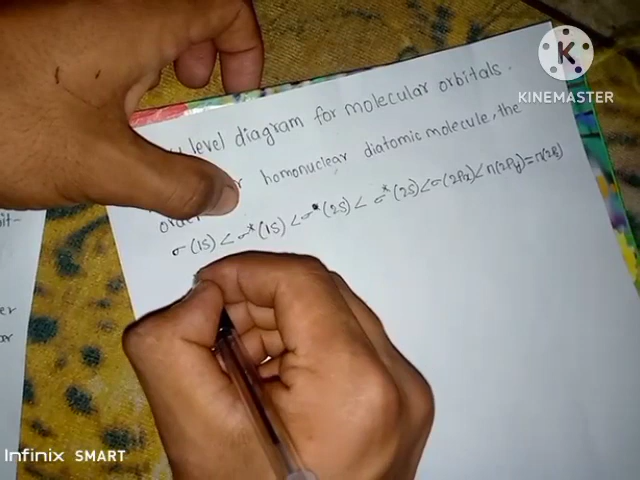 level diagram for molecular orbitals.
homonuclear diatomic molecule, the
order
σ(1S) < σ*(1S) < σ*(2S) < σ*(2S) < σ(2Px) < π(2Py) = π(2Pz)
KINEMASTER
Infinix SMART